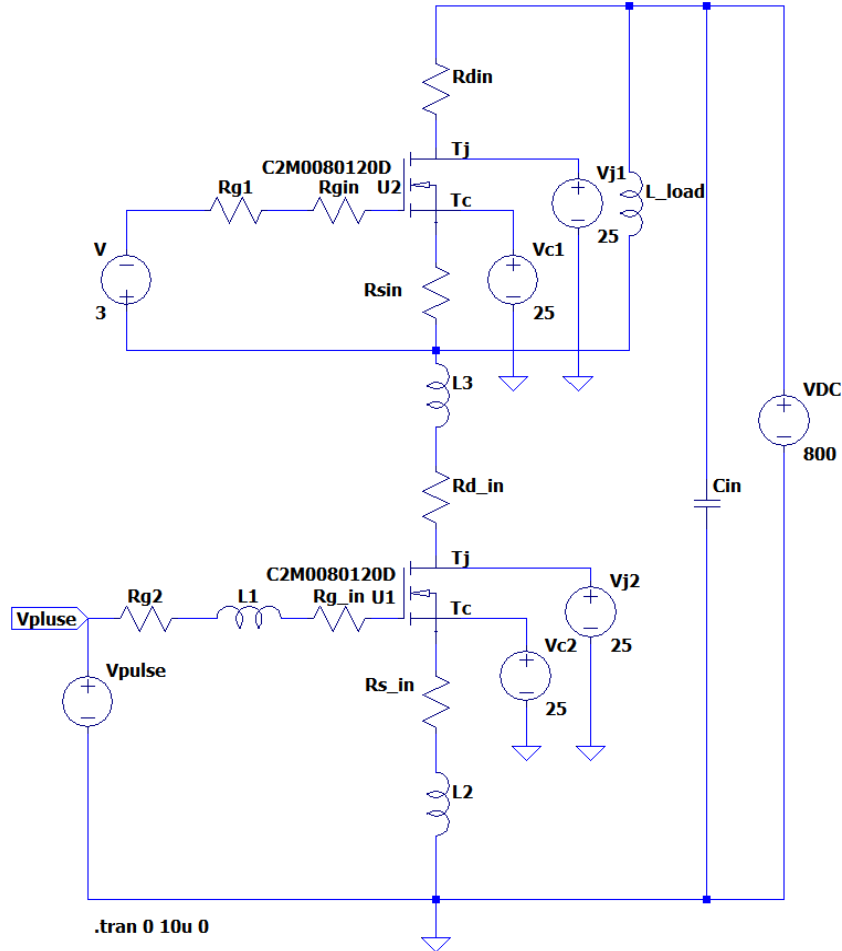 Rdin
C2M0080120D
Tj
Rg1
Rgin
U2
Tc
Vj1
25
L_load
V
3
Vc1
25
Rsin
L3
VDC
800
Rd_in
Cin
C2M0080120D
Tj
Vpluse
Rg2
L1
Rg_in
U1
Tc
Vj2
25
Vpulse
Vc2
25
Rs_in
L2
.tran 0 10u 0